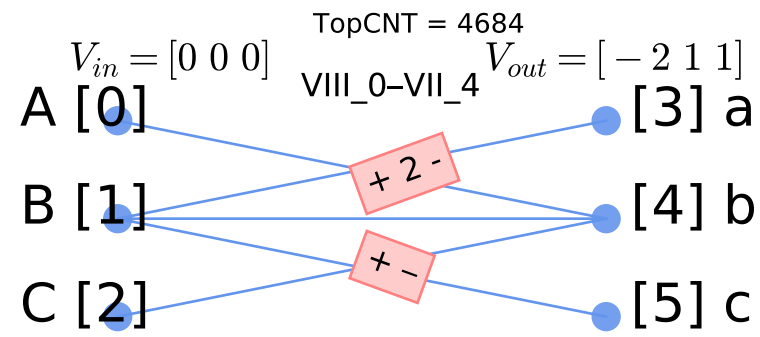 TopCNT = 4684
V_in = [0 0 0]
V_out = [ − 2 1 1]
VIII_0–VII_4
A [0]
[3] a
+ 2 -
B [1]
[4] b
+ −
C [2]
[5] c